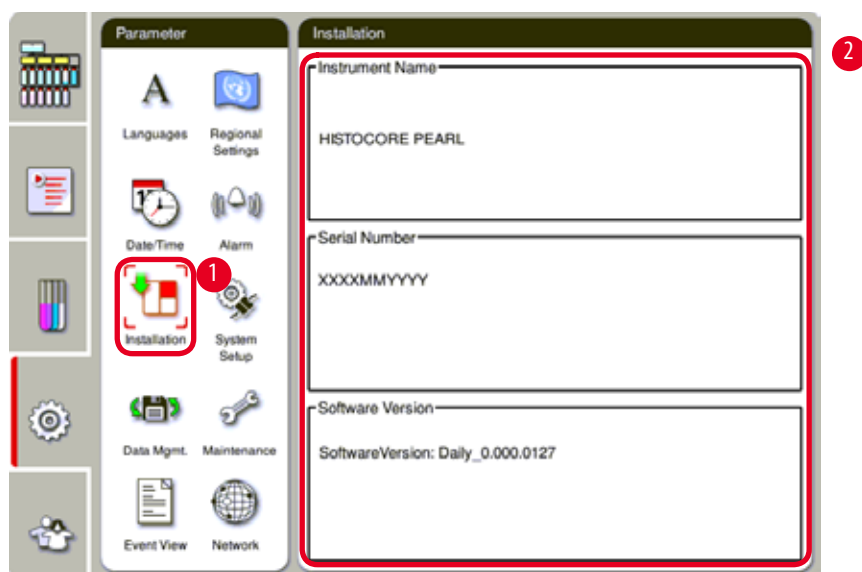 Parameter
Installation
2
A
Languages
Regional
Settings
Date/Time
Alarm
1
Installation
System
Setup
Data Mgmt.
Maintenance
Event View
Network
Instrument Name
HISTOCORE PEARL
Serial Number
XXXXMMYYYY
Software Version
SoftwareVersion: Daily_0.000.0127